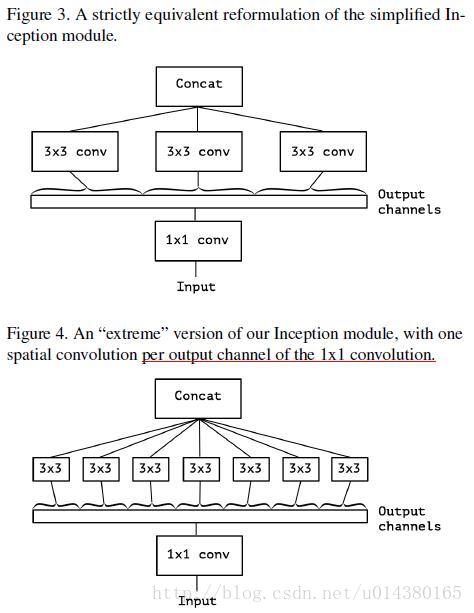 Figure 3. A strictly equivalent reformulation of the simplified In-
ception module.
Concat
3x3 conv 3x3 conv 3x3 conv
Output
channels
1x1 conv
Input
Figure 4. An “extreme” version of our Inception module, with one
spatial convolution per output channel of the 1x1 convolution.
Concat
3x3 3x3 3x3 3x3 3x3 3x3 3x3
Output
channels
1x1 conv
http://blog.csdn.net/u014380165
Input